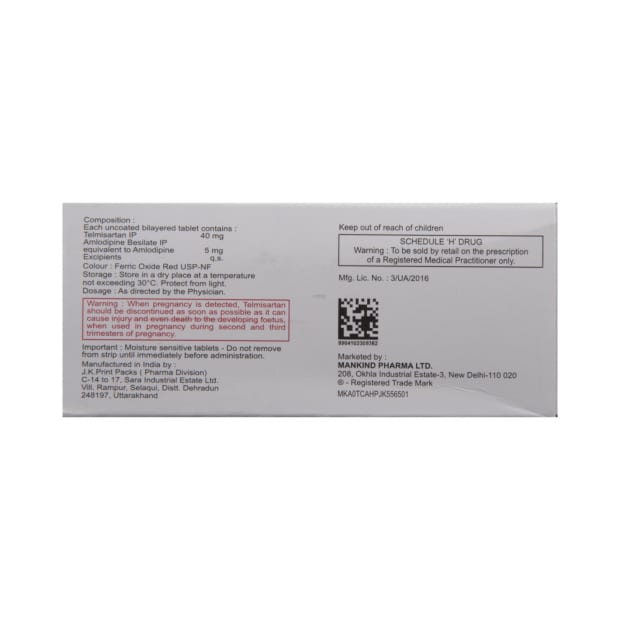 Composition :
Each uncoated bilayered tablet contains :
Telmisartan IP 40 mg
Amlodipine Besilate IP
equivalent to Amlodipine 5 mg
Excipients q.s.
Colour : Ferric Oxide Red USP-NF
Storage : Store in a dry place at a temperature
not exceeding 30°C. Protect from light.
Dosage : As directed by the Physician.
Warning : When pregnancy is detected, Telmisartan
should be discontinued as soon as possible as it can
cause injury and even death to the developing foetus,
when used in pregnancy during second and third
trimesters of pregnancy.
Important : Moisture sensitive tablets - Do not remove
from strip until immediately before administration.
Manufactured in India by :
J.K.Print Packs ( Pharma Division)
C-14 to 17, Sara Industrial Estate Ltd.
Vill. Rampur, Selaqui, Distt. Dehradun
248197, Uttarakhand
Keep out of reach of children
SCHEDULE 'H' DRUG
Warning : To be sold by retail on the prescription
of a Registered Medical Practitioner only.
Mfg. Lic. No. : 3/UA/2016
Marketed by :
MANKIND PHARMA LTD.
208, Okhla Industrial Estate-3, New Delhi-110 020
® - Registered Trade Mark
MKA0TCAHPJK556501